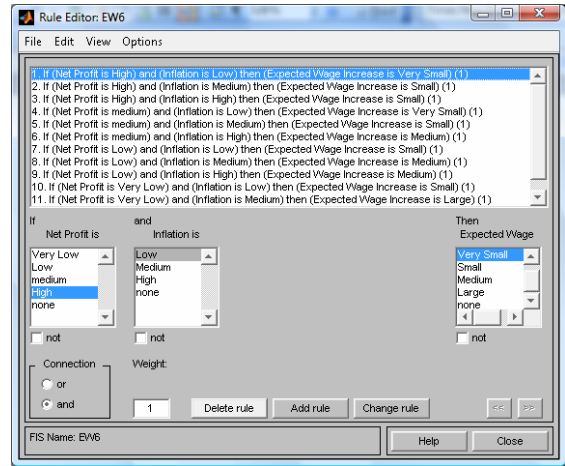 Rule Editor: EW6
File Edit View Options
1. If (Net Profit is High) and (Inflation is Low) then (Expected Wage Increase is Very Small) (1)
2. If (Net Profit is High) and (Inflation is Medium) then (Expected Wage Increase is Small) (1)
3. If (Net Profit is High) and (Inflation is High) then (Expected Wage Increase is Small) (1)
4. If (Net Profit is medium) and (Inflation is Low) then (Expected Wage Increase is Very Small) (1)
5. If (Net Profit is medium) and (Inflation is Medium) then (Expected Wage Increase is Small) (1)
6. If (Net Profit is medium) and (Inflation is High) then (Expected Wage Increase is Medium) (1)
7. If (Net Profit is Low) and (Inflation is Low) then (Expected Wage Increase is Small) (1)
8. If (Net Profit is Low) and (Inflation is Medium) then (Expected Wage Increase is Medium) (1)
9. If (Net Profit is Low) and (Inflation is High) then (Expected Wage Increase is Medium) (1)
10. If (Net Profit is Very Low) and (Inflation is Low) then (Expected Wage Increase is Small) (1)
11. If (Net Profit is Very Low) and (Inflation is Medium) then (Expected Wage Increase is Large) (1)
If
Net Profit is
Very Low
Low
medium
High
none
not
and
Inflation is
Low
Medium
High
none
not
Then
Expected Wage
Very Small
Small
Medium
Large
none
not
Connection
or
and
Weight:
1
Delete rule
Add rule
Change rule
<<
>>
FIS Name: EW6
Help
Close